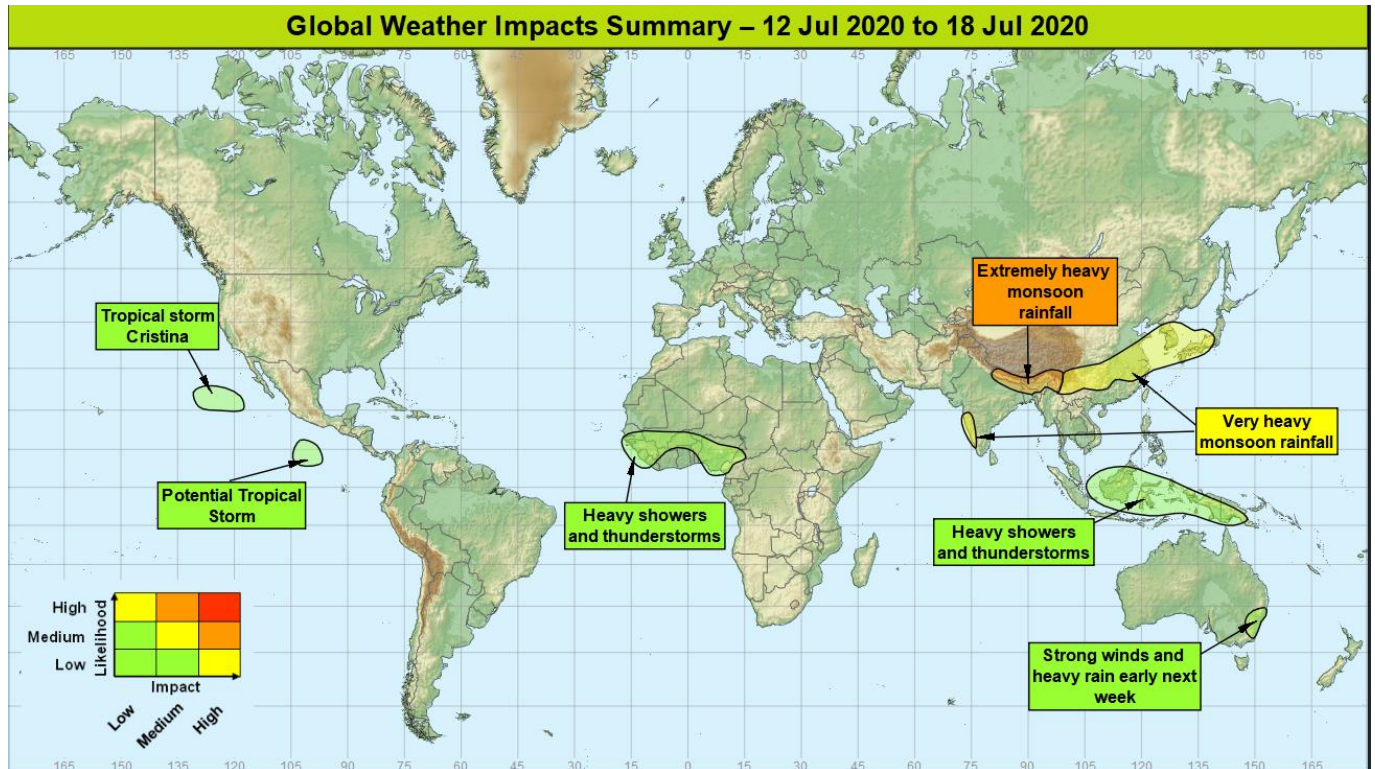 Global Weather Impacts Summary – 12 Jul 2020 to 18 Jul 2020
165 150 135 120 105 90 75 60 45 30 15 0 15 30 45 60 75 90 105 120 135 150 165
Extremely heavy
monsoon
rainfall
Tropical storm
Cristina
Very heavy
monsoon rainfall
Potential Tropical
Storm
Heavy showers
and thunderstorms
Heavy showers
and thunderstorms
Strong winds and
heavy rain early next
week
High
Medium
Low
Likelihood
Impact
Low
Medium
High
165 150 135 120 105 90 75 60 45 30 15 0 15 30 45 60 75 90 105 120 135 150 165